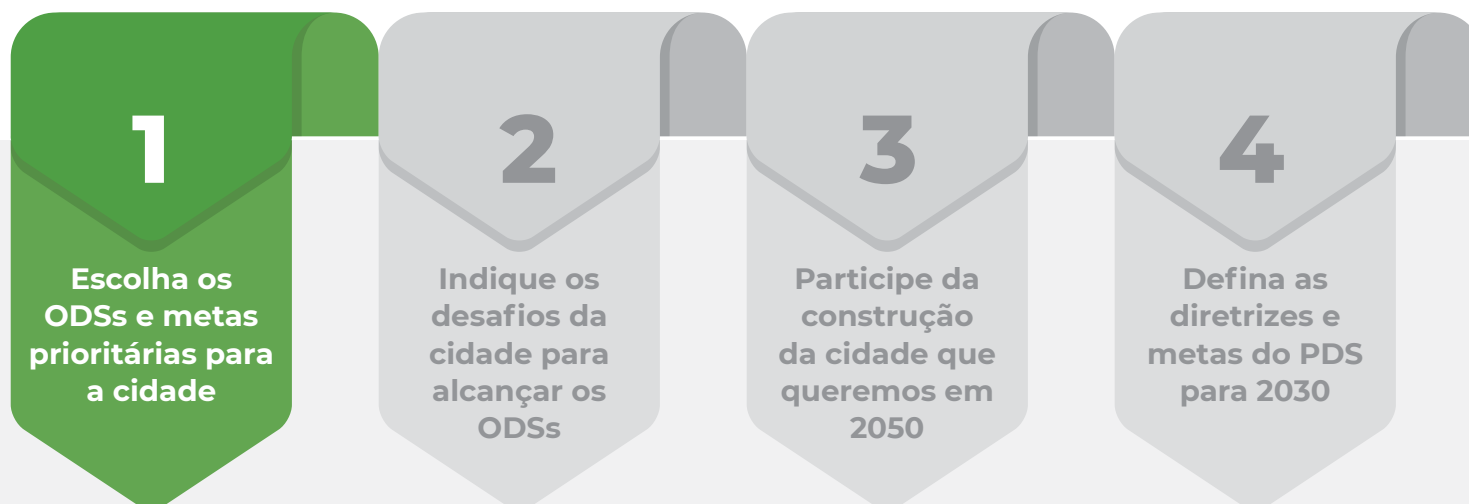 1
Escolha os
ODSs e metas
prioritárias para
a cidade
2
Indique os
desafios da
cidade para
alcançar os
ODSs
3
Participe da
construção
da cidade que
queremos em
2050
4
Defina as
diretrizes e
metas do PDS
para 2030